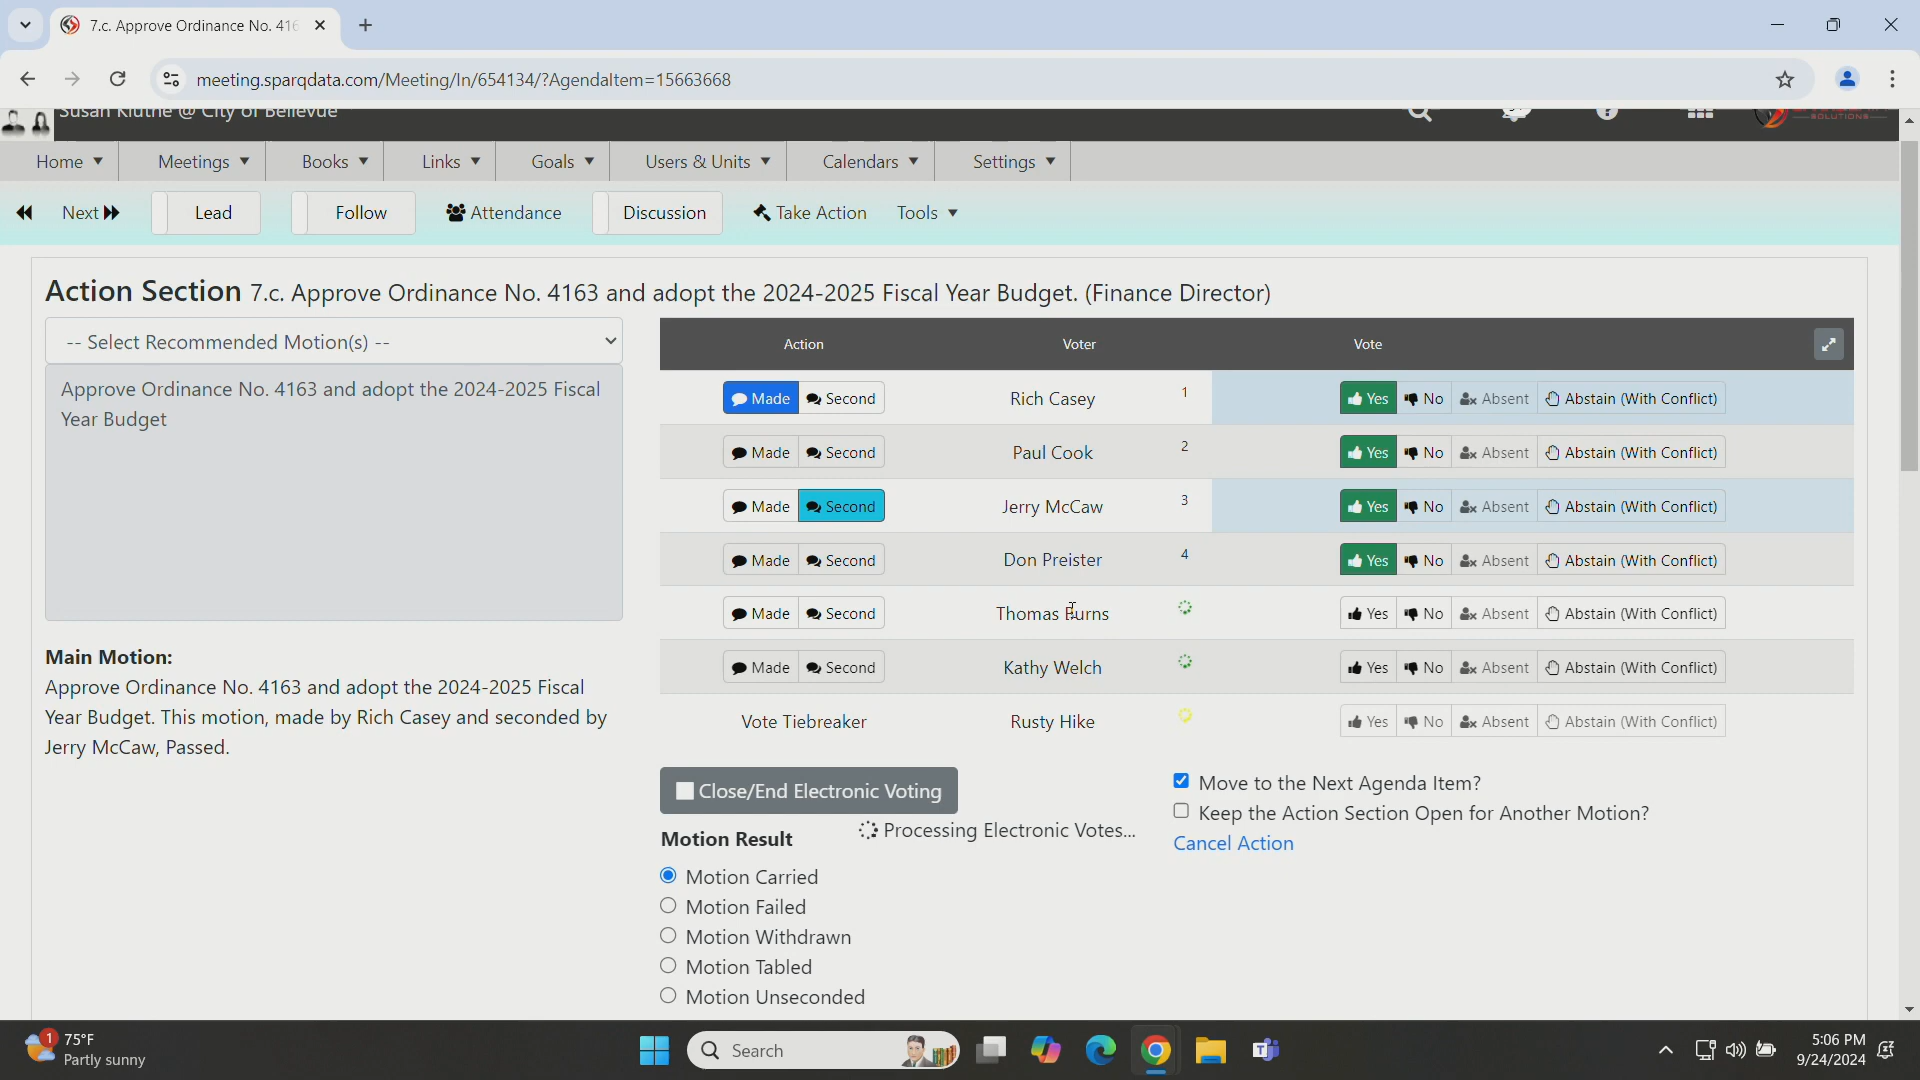 7.c. Approve Ordinance No. 416
meeting.sparqdata.com/Meeting/In/654134/?AgendaItem=15663668
Susan Kluthe @ City of Bellevue
SOLUTIONS
Home Meetings Books Links Goals Users & Units Calendars Settings
Next Lead Follow Attendance Discussion Take Action Tools
Action Section 7.c. Approve Ordinance No. 4163 and adopt the 2024-2025 Fiscal Year Budget. (Finance Director)
-- Select Recommended Motion(s) --
Approve Ordinance No. 4163 and adopt the 2024-2025 Fiscal
Year Budget
Main Motion:
Approve Ordinance No. 4163 and adopt the 2024-2025 Fiscal
Year Budget. This motion, made by Rich Casey and seconded by
Jerry McCaw, Passed.
Action Voter Vote
Made Second Rich Casey 1 Yes No Absent Abstain (With Conflict)
Made Second Paul Cook 2 Yes No Absent Abstain (With Conflict)
Made Second Jerry McCaw 3 Yes No Absent Abstain (With Conflict)
Made Second Don Preister 4 Yes No Absent Abstain (With Conflict)
Made Second Thomas Burns Yes No Absent Abstain (With Conflict)
Made Second Kathy Welch Yes No Absent Abstain (With Conflict)
Vote Tiebreaker Rusty Hike Yes No Absent Abstain (With Conflict)
Close/End Electronic Voting
Processing Electronic Votes...
Motion Result
Motion Carried
Motion Failed
Motion Withdrawn
Motion Tabled
Motion Unseconded
Move to the Next Agenda Item?
Keep the Action Section Open for Another Motion?
Cancel Action
1
75°F
Partly sunny
Search
5:06 PM
9/24/2024